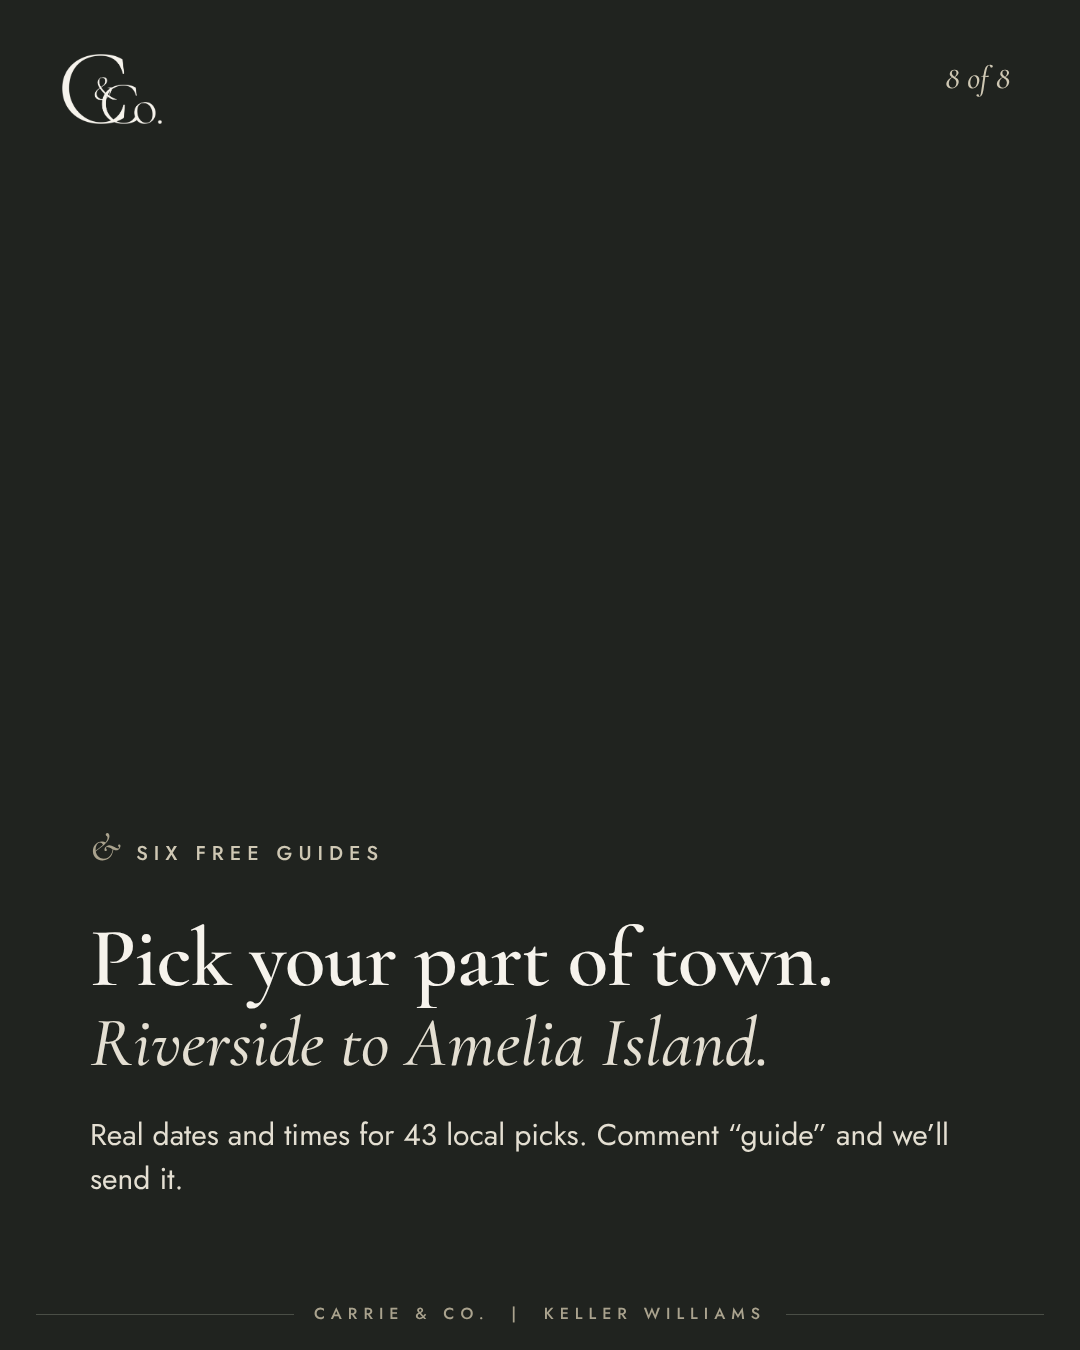 C&Co.
8 of 8
& SIX FREE GUIDES
Pick your part of town.
Riverside to Amelia Island.
Real dates and times for 43 local picks. Comment “guide” and we’ll
send it.
CARRIE & CO. | KELLER WILLIAMS